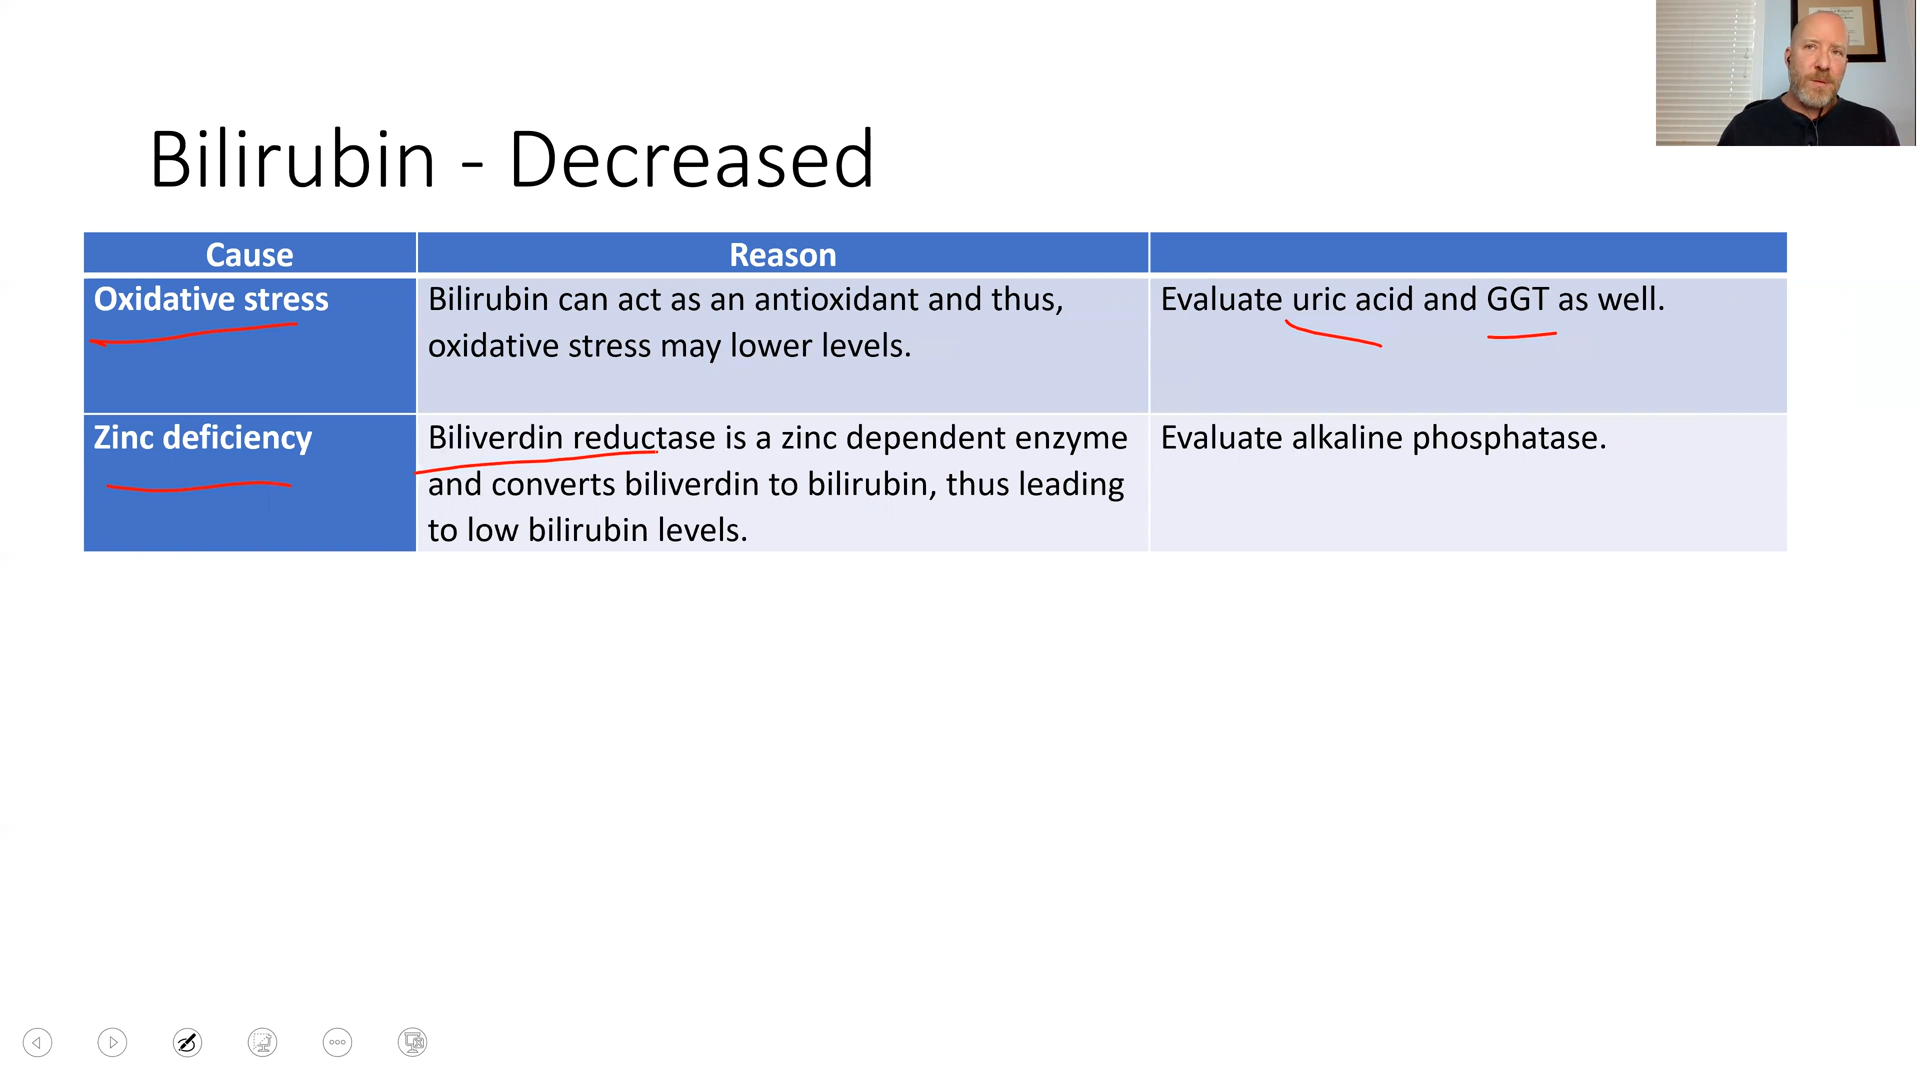 Bilirubin - Decreased
Cause
Reason
Oxidative stress
Bilirubin can act as an antioxidant and thus,
oxidative stress may lower levels.
Evaluate uric acid and GGT as well.
Zinc deficiency
Biliverdin reductase is a zinc dependent enzyme
and converts biliverdin to bilirubin, thus leading
to low bilirubin levels.
Evaluate alkaline phosphatase.